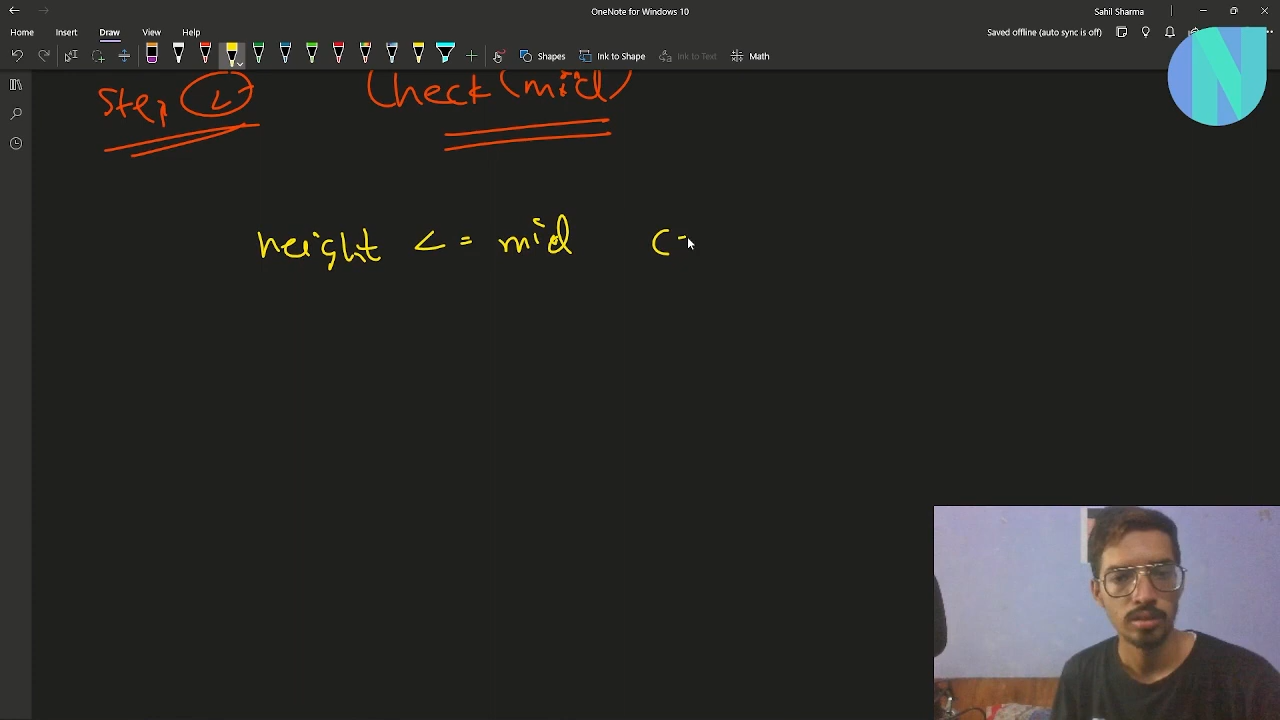 OneNote for Windows 10
Sahil Sharma
Home Insert Draw View Help
Saved offline (auto sync is off)
Shapes Ink to Shape Ink to Text Math
Step 2 Check (mid)
height <= mid (-
N